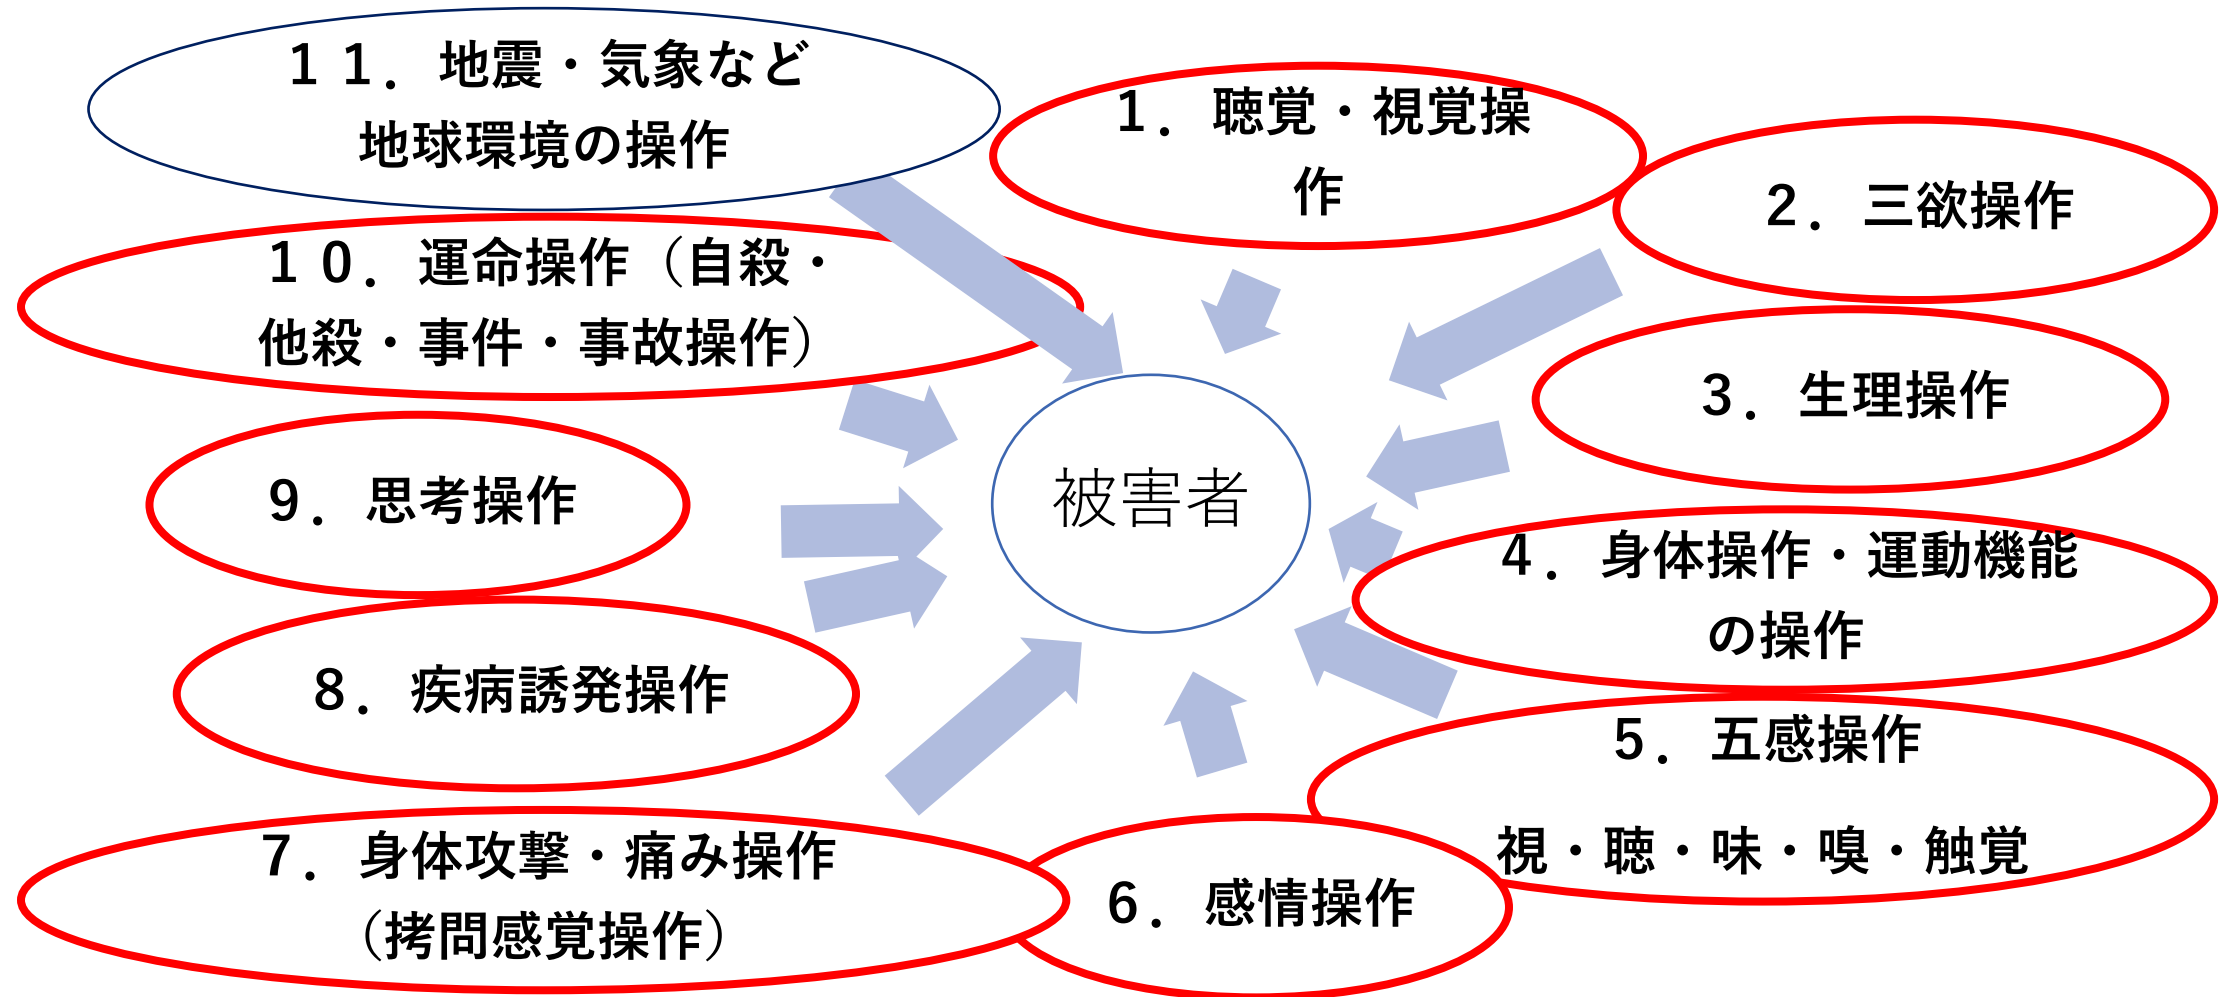 １１．地震・気象など
地球環境の操作
１．聴覚・視覚操
作
２．三欲操作
１０．運命操作（自殺・
他殺・事件・事故操作）
３．生理操作
９．思考操作
被害者
４．身体操作・運動機能
の操作
８．疾病誘発操作
５．五感操作
視・聴・味・嗅・触覚
７．身体攻撃・痛み操作
（拷問感覚操作）
６．感情操作